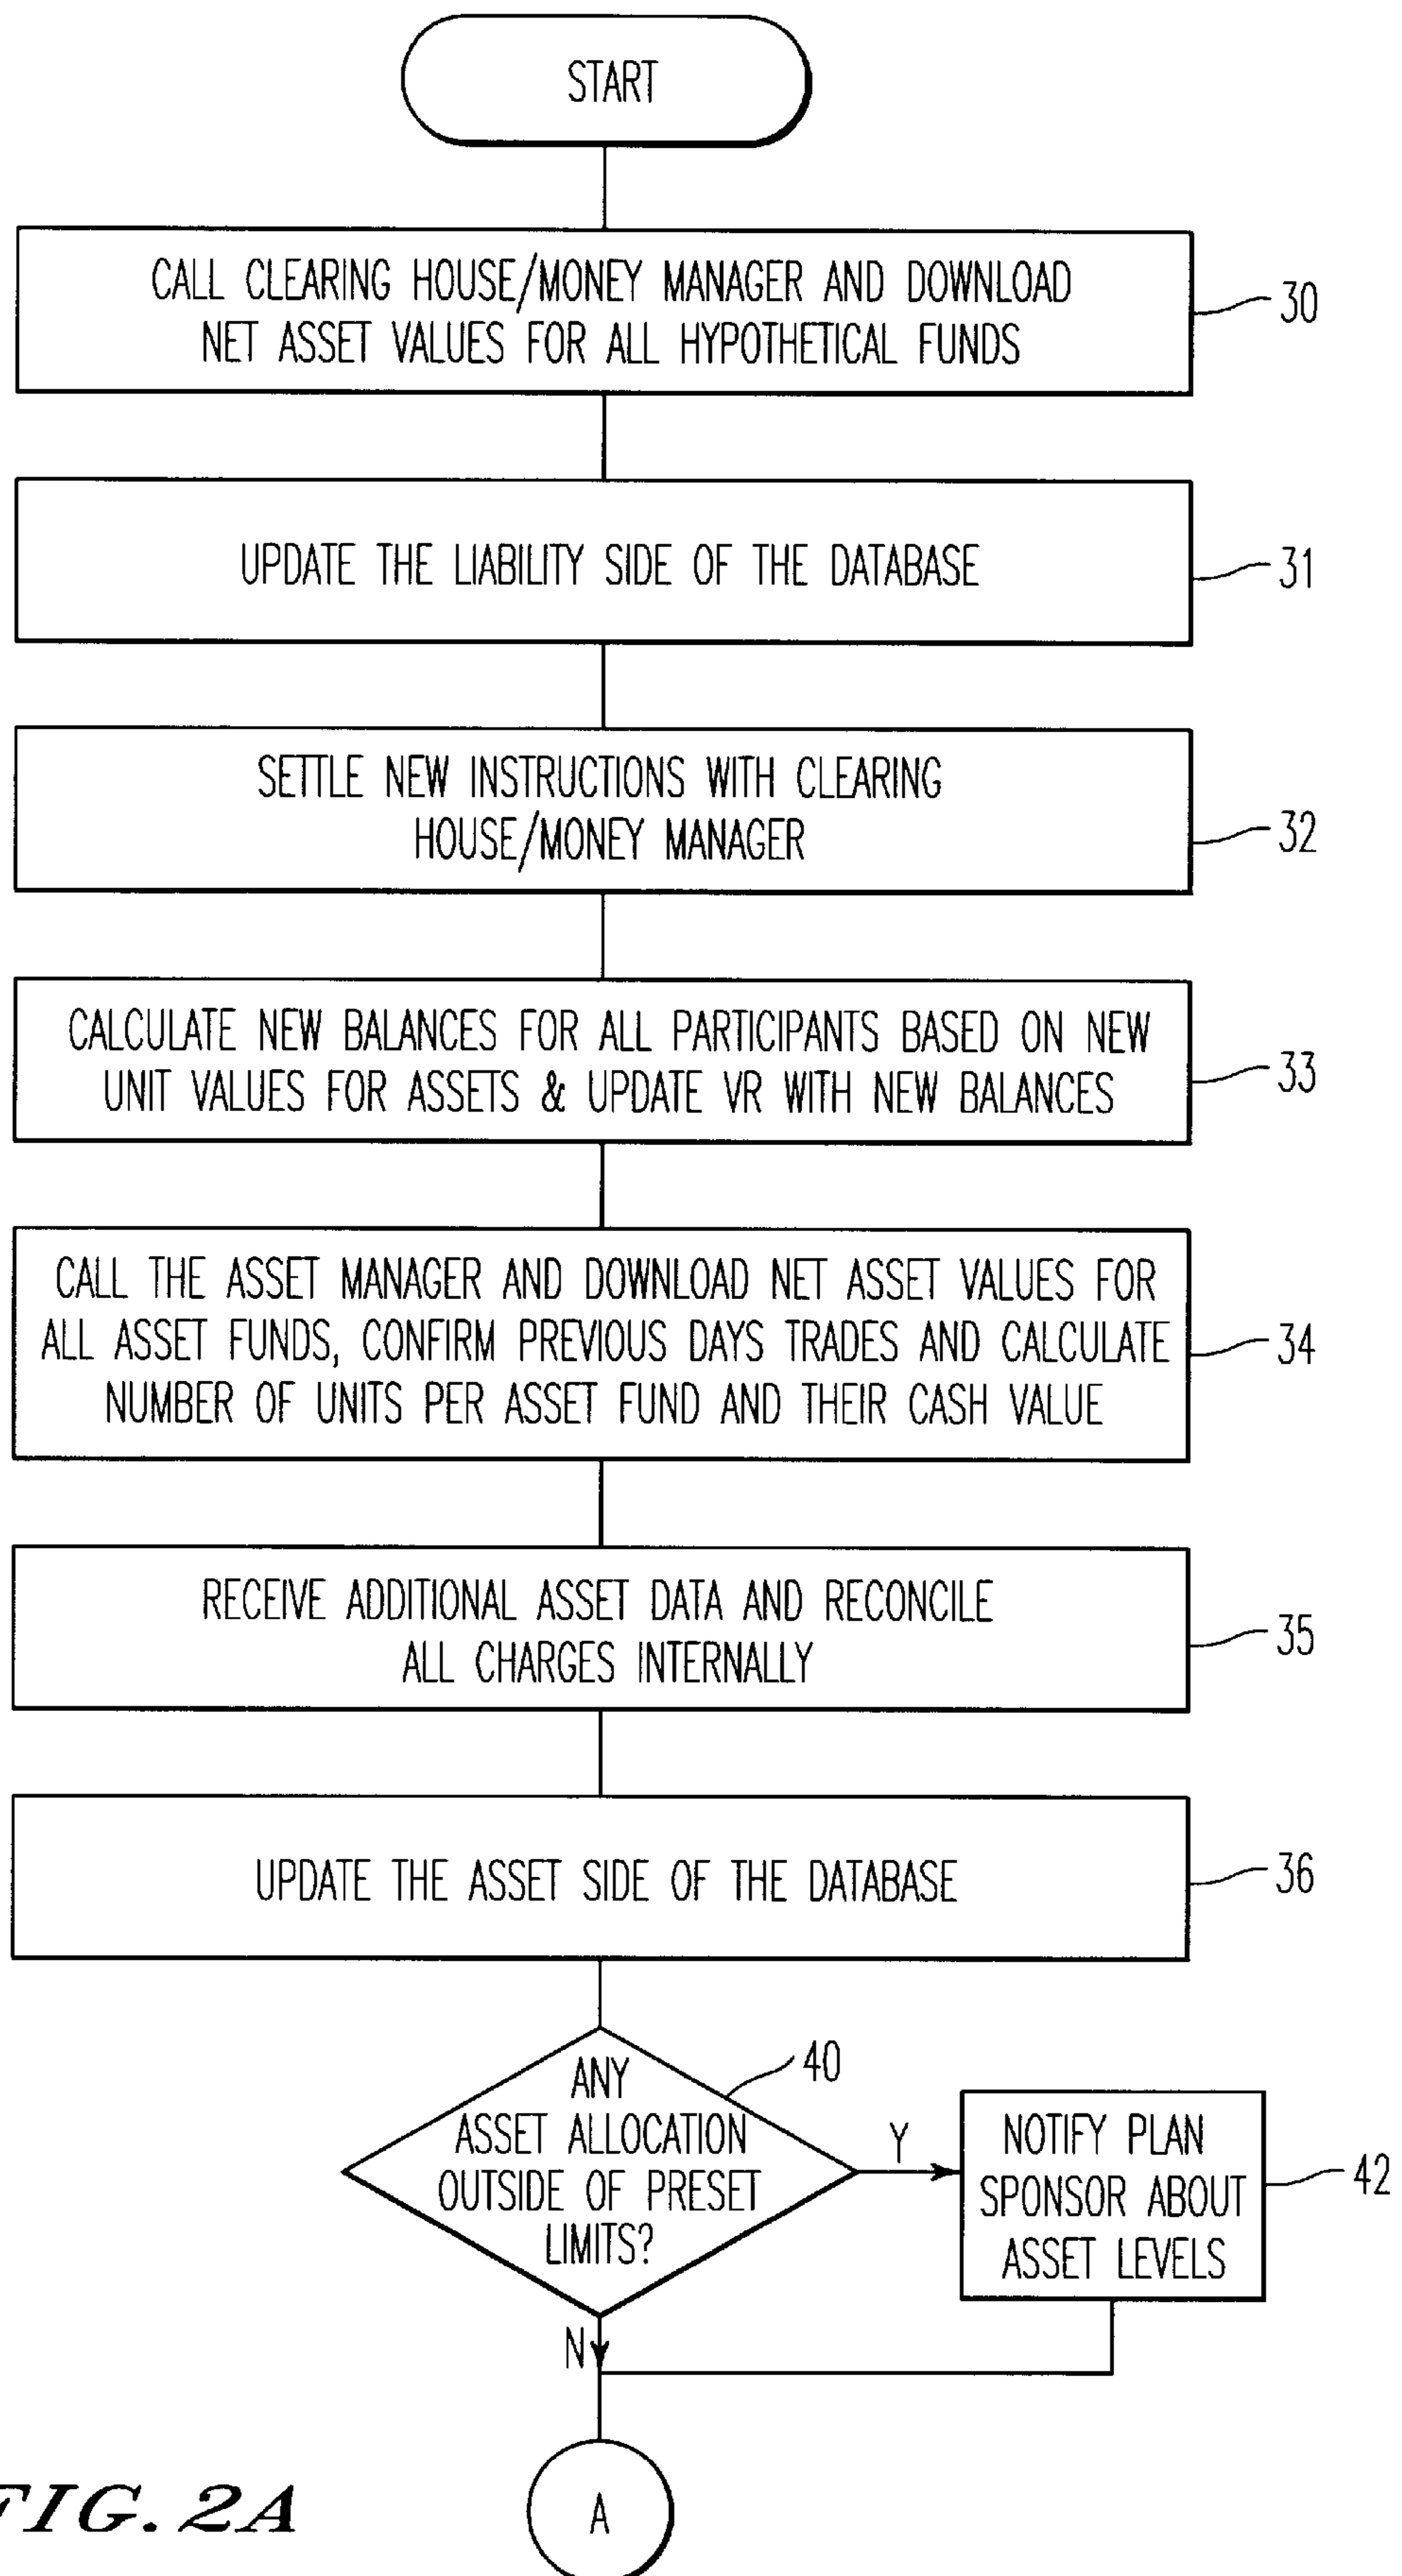 START
CALL CLEARING HOUSE/MONEY MANAGER AND DOWNLOAD
NET ASSET VALUES FOR ALL HYPOTHETICAL FUNDS
30
UPDATE THE LIABILITY SIDE OF THE DATABASE
31
SETTLE NEW INSTRUCTIONS WITH CLEARING
HOUSE/MONEY MANAGER
32
CALCULATE NEW BALANCES FOR ALL PARTICIPANTS BASED ON NEW
UNIT VALUES FOR ASSETS & UPDATE VR WITH NEW BALANCES
33
CALL THE ASSET MANAGER AND DOWNLOAD NET ASSET VALUES FOR
ALL ASSET FUNDS, CONFIRM PREVIOUS DAYS TRADES AND CALCULATE
NUMBER OF UNITS PER ASSET FUND AND THEIR CASH VALUE
34
RECEIVE ADDITIONAL ASSET DATA AND RECONCILE
ALL CHARGES INTERNALLY
35
UPDATE THE ASSET SIDE OF THE DATABASE
36
ANY
ASSET ALLOCATION
OUTSIDE OF PRESET
LIMITS?
40
Y
NOTIFY PLAN
SPONSOR ABOUT
ASSET LEVELS
42
N
A
FIG. 2A